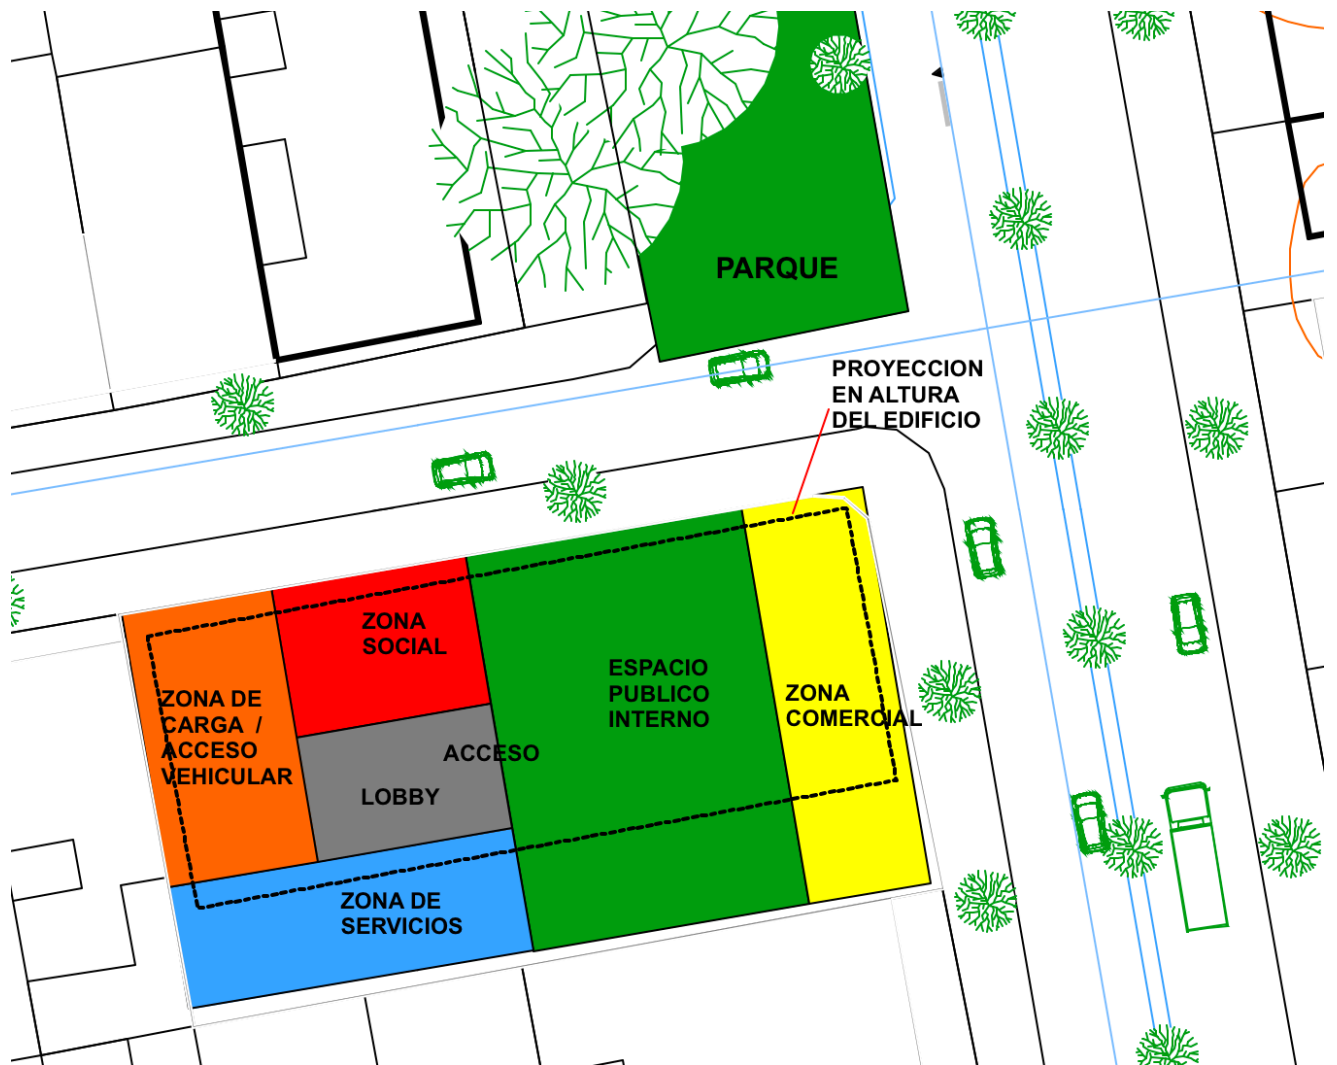 PARQUE
PROYECCION
EN ALTURA
DEL EDIFICIO
ZONA
SOCIAL
ESPACIO
PUBLICO
INTERNO
ZONA
COMERCIAL
ZONA DE
CARGA /
ACCESO
VEHICULAR
ACCESO
LOBBY
ZONA DE
SERVICIOS